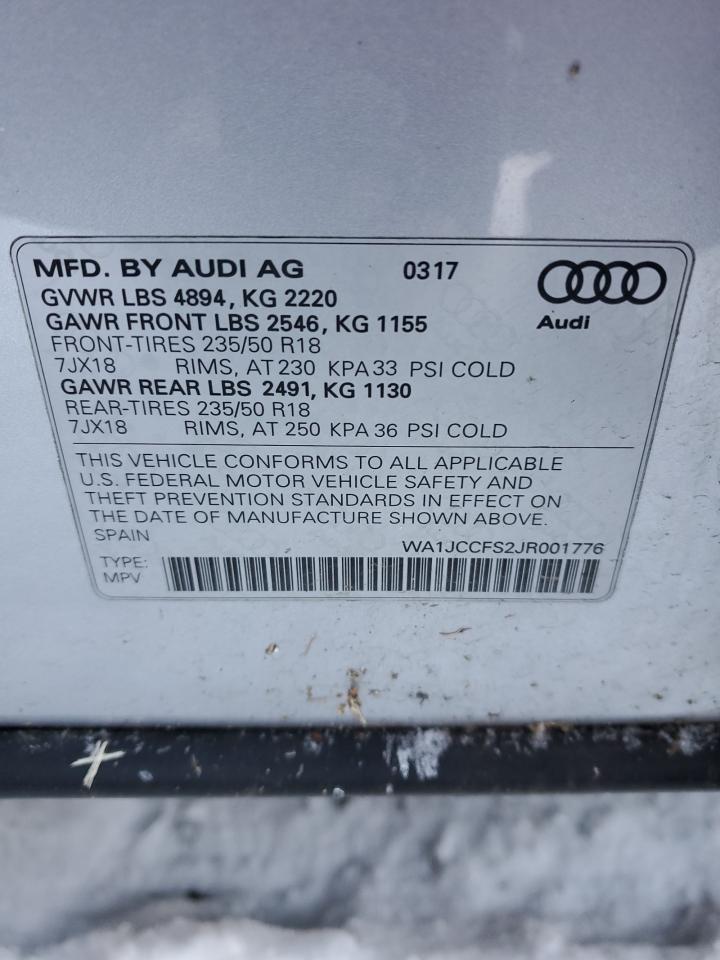 MFD. BY AUDI AG 0317
GVWR LBS 4894, KG 2220
GAWR FRONT LBS 2546, KG 1155
Audi
FRONT-TIRES 235/50 R18
7JX18 RIMS, AT 230 KPA 33 PSI COLD
GAWR REAR LBS 2491, KG 1130
REAR-TIRES 235/50 R18
7JX18 RIMS, AT 250 KPA 36 PSI COLD
THIS VEHICLE CONFORMS TO ALL APPLICABLE
U.S. FEDERAL MOTOR VEHICLE SAFETY AND
THEFT PREVENTION STANDARDS IN EFFECT ON
THE DATE OF MANUFACTURE SHOWN ABOVE.
SPAIN
WA1JCCFS2JR001776
TYPE:
MPV